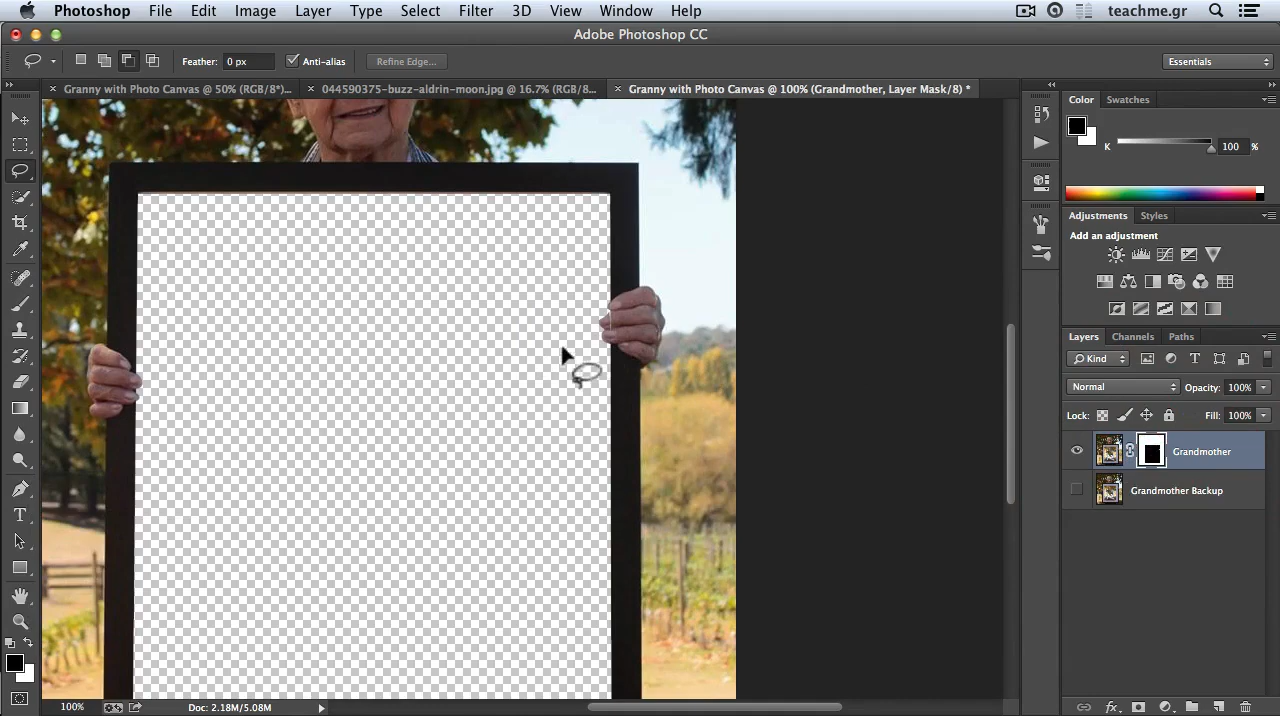 Photoshop File Edit Image Layer Type Select Filter 3D View Window Help teachme.gr
Adobe Photoshop CC
Feather: 0 px Anti-alias Refine Edge... Essentials
Granny with Photo Canvas @ 50% (RGB/8*)... 044590375-buzz-aldrin-moon.jpg @ 16.7% (RGB/8... Granny with Photo Canvas @ 100% (Grandmother, Layer Mask/8) *
Color Swatches
K 100 %
Adjustments Styles
Add an adjustment
Layers Channels Paths
Kind
Normal Opacity: 100%
Lock: Fill: 100%
Grandmother
Grandmother Backup
T
100% Doc: 2.18M/5.08M
fx